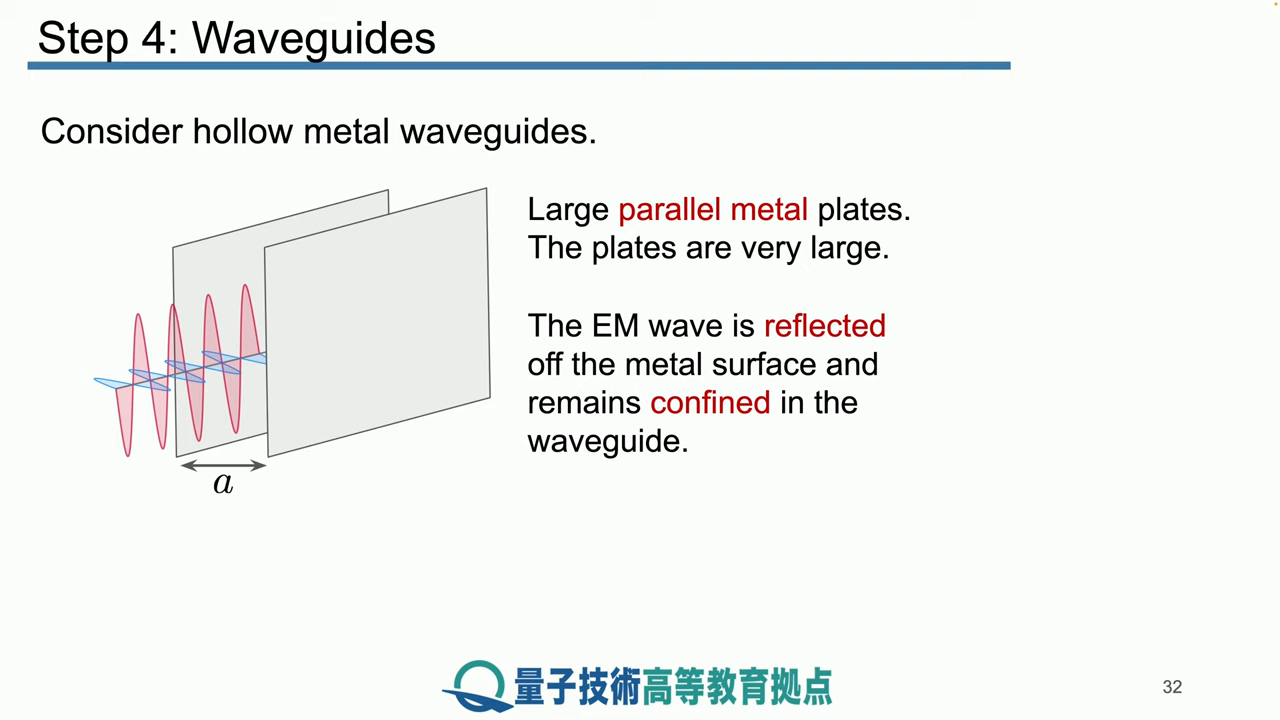 Step 4: Waveguides
Consider hollow metal waveguides.
Large parallel metal plates.
The plates are very large.
The EM wave is reflected
off the metal surface and
remains confined in the
waveguide.
a
量子技術高等教育拠点
32